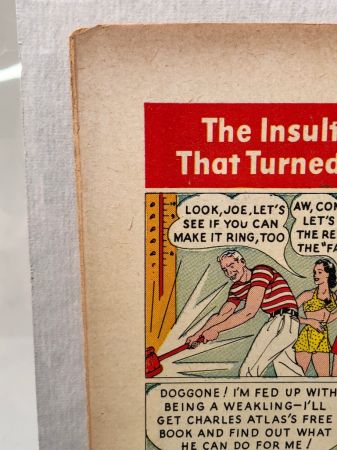 The Insult
That Turned
LOOK, JOE, LET'S
SEE IF YOU CAN
MAKE IT RING, TOO
AW, CON
LET'S
THE RE
THE "FA
DOGGONE! I'M FED UP WITH
BEING A WEAKLING—I'LL
GET CHARLES ATLAS'S FREE
BOOK AND FIND OUT WHAT
HE CAN DO FOR ME!